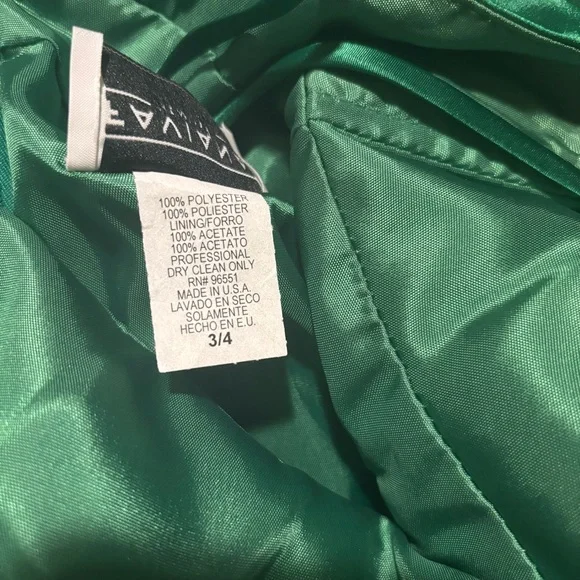 FAVIANA
100% POLYESTER
100% POLIESTER
LINING/FORRO
100% ACETATE
100% ACETATO
PROFESSIONAL
DRY CLEAN ONLY
RN# 96551
MADE IN U.S.A.
LAVADO EN SECO
SOLAMENTE
HECHO EN E.U.
3/4